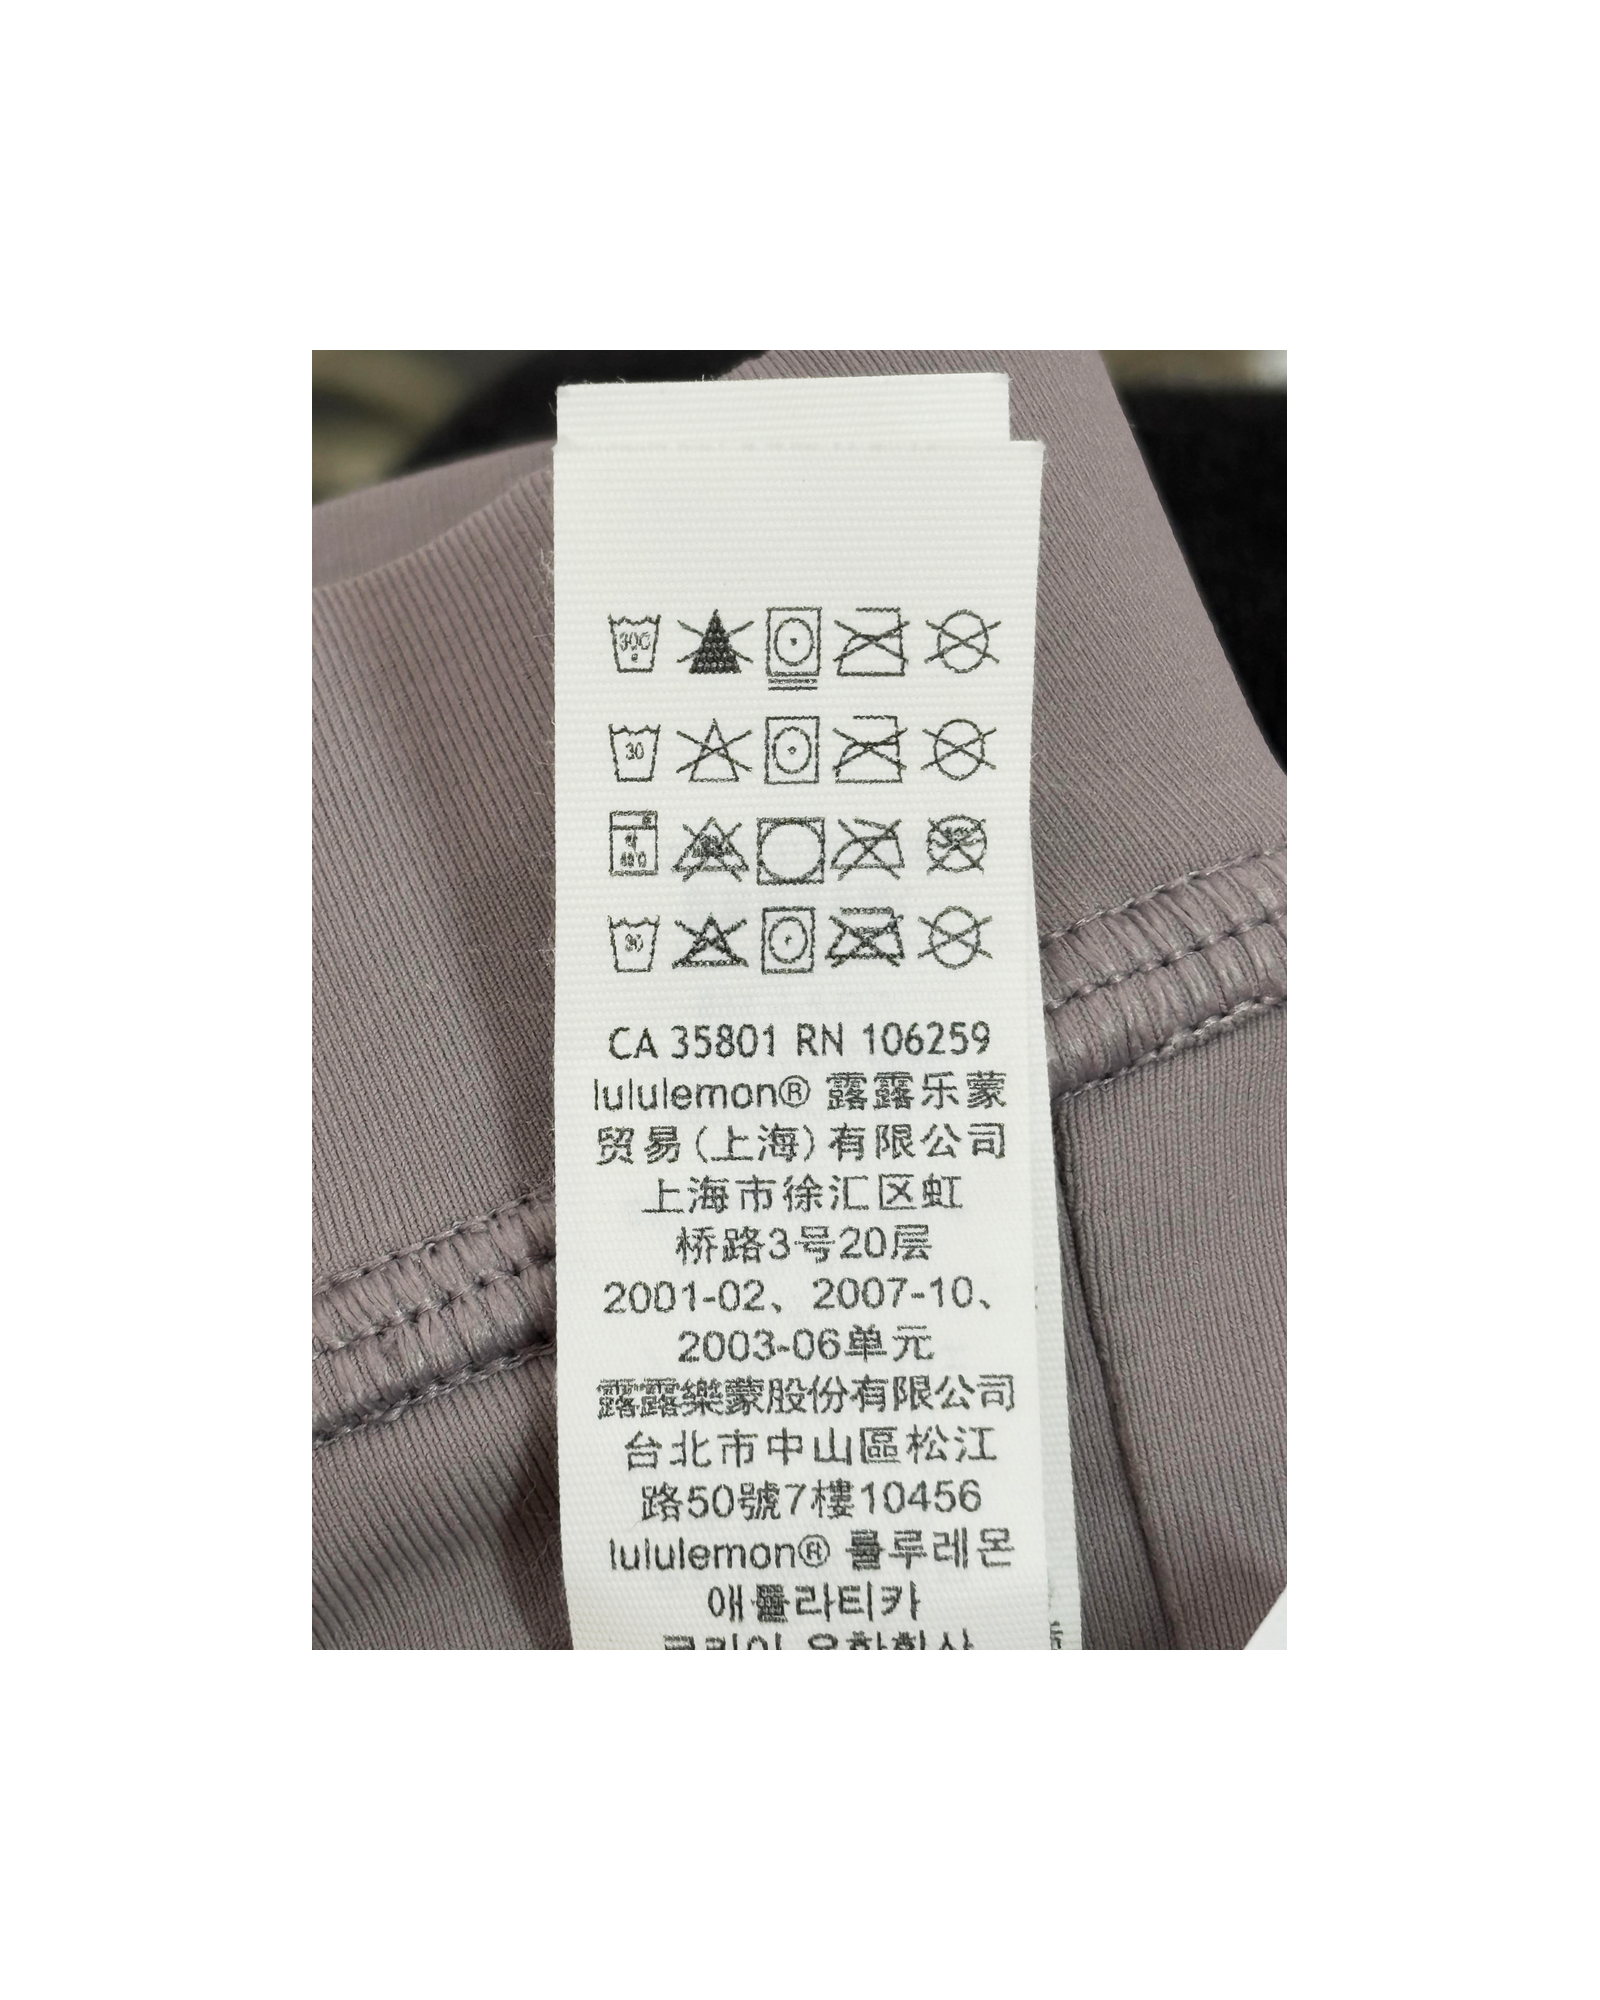 30C
30
30
CA 35801 RN 106259
lululemon® 露露乐蒙
贸易(上海)有限公司
上海市徐汇区虹
桥路3号20层
2001-02、2007-10、
2003-06单元
露露樂蒙股份有限公司
台北市中山區松江
路50號7樓10456
lululemon® 룰루레몬
애틀라티카